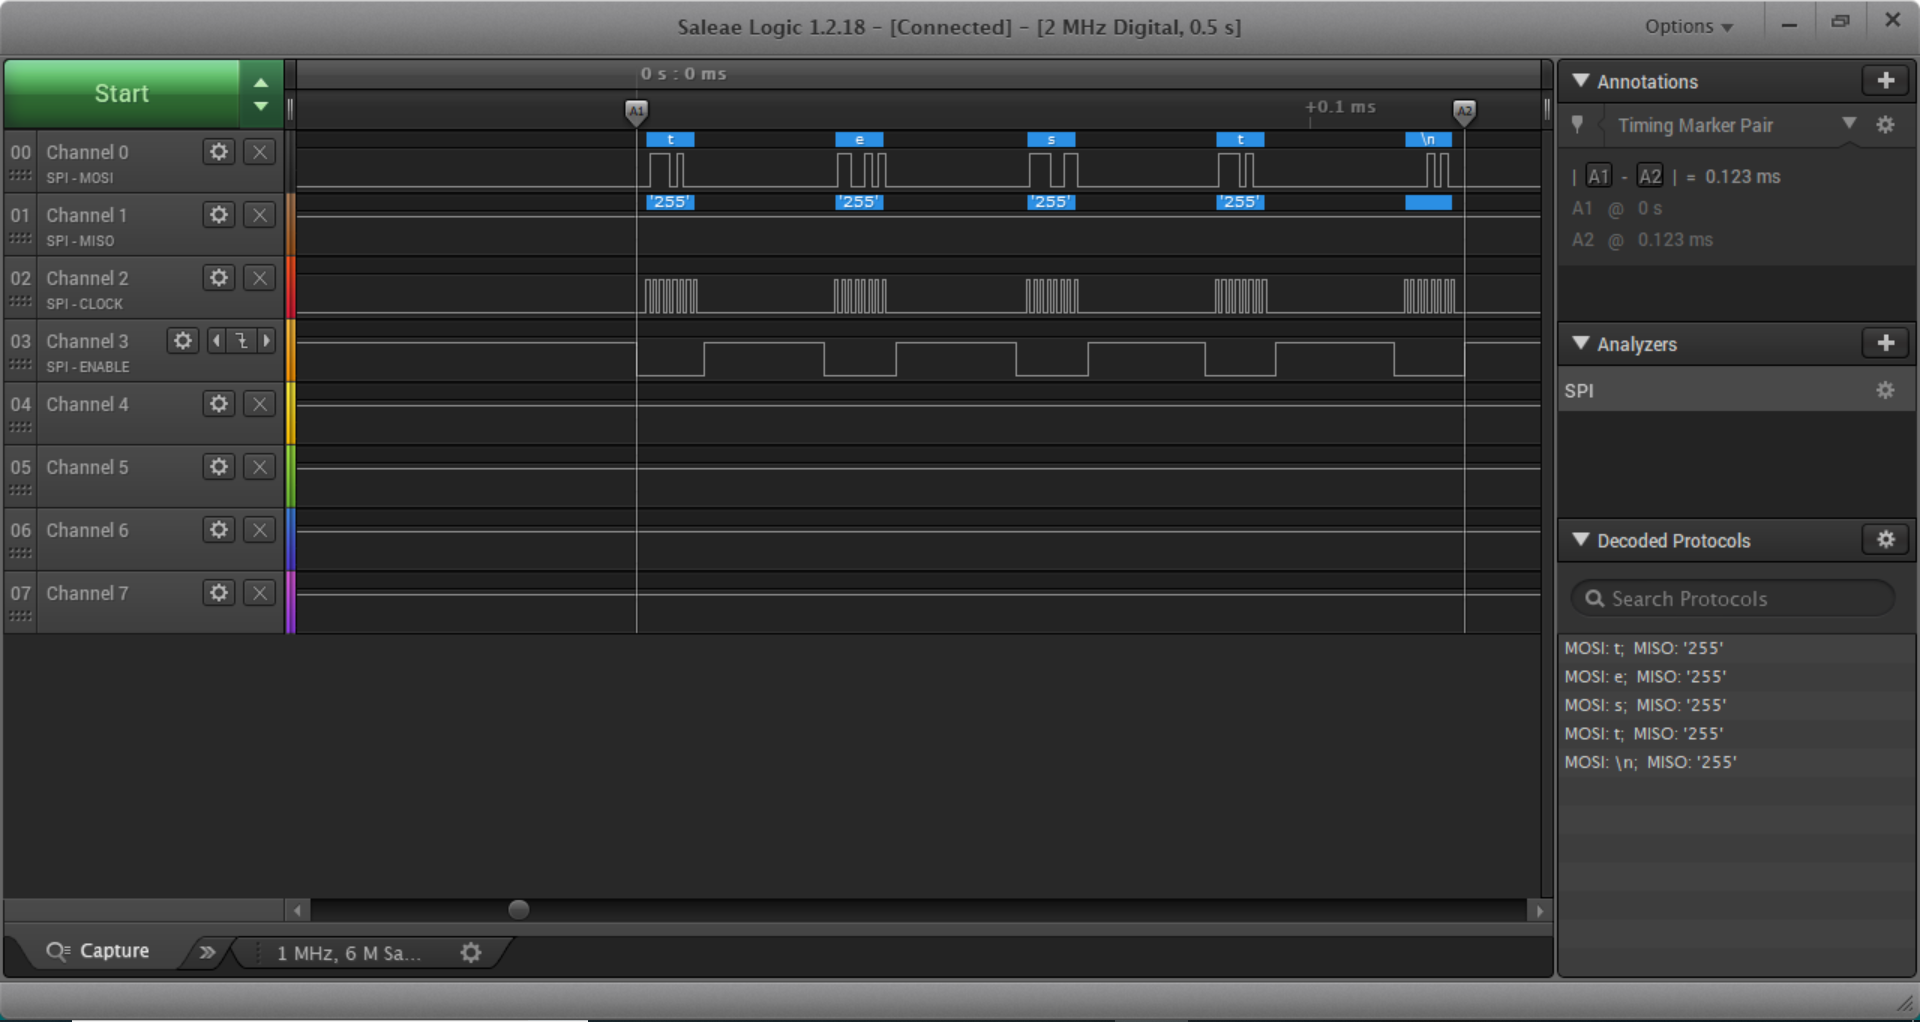 Saleae Logic 1.2.18 - [Connected] - [2 MHz Digital, 0.5 s]
Options
Start
0 s : 0 ms
+0.1 ms
A1
A2
00 Channel 0
SPI - MOSI
t e s t \n
01 Channel 1
SPI - MISO
'255' '255' '255' '255'
02 Channel 2
SPI - CLOCK
03 Channel 3
SPI - ENABLE
04 Channel 4
05 Channel 5
06 Channel 6
07 Channel 7
Capture
1 MHz, 6 M Sa...
Annotations
Timing Marker Pair
| A1 - A2 | = 0.123 ms
A1 @ 0 s
A2 @ 0.123 ms
Analyzers
SPI
Decoded Protocols
Search Protocols
MOSI: t; MISO: '255'
MOSI: e; MISO: '255'
MOSI: s; MISO: '255'
MOSI: t; MISO: '255'
MOSI: \n; MISO: '255'